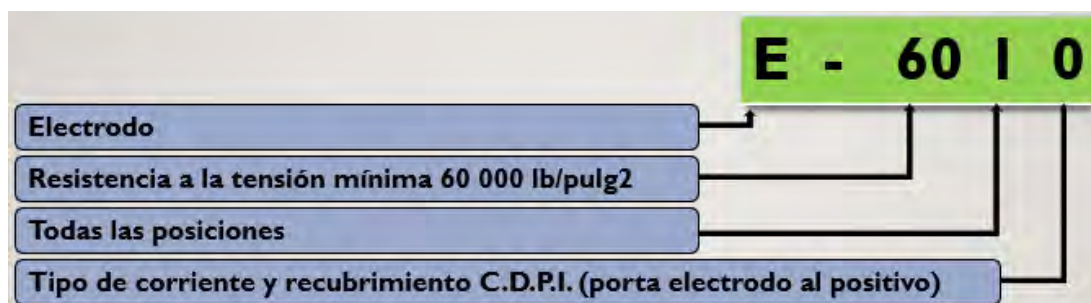 E - 60 1 0
Electrodo
Resistencia a la tensión mínima 60 000 lb/pulg2
Todas las posiciones
Tipo de corriente y recubrimiento C.D.P.I. (porta electrodo al positivo)